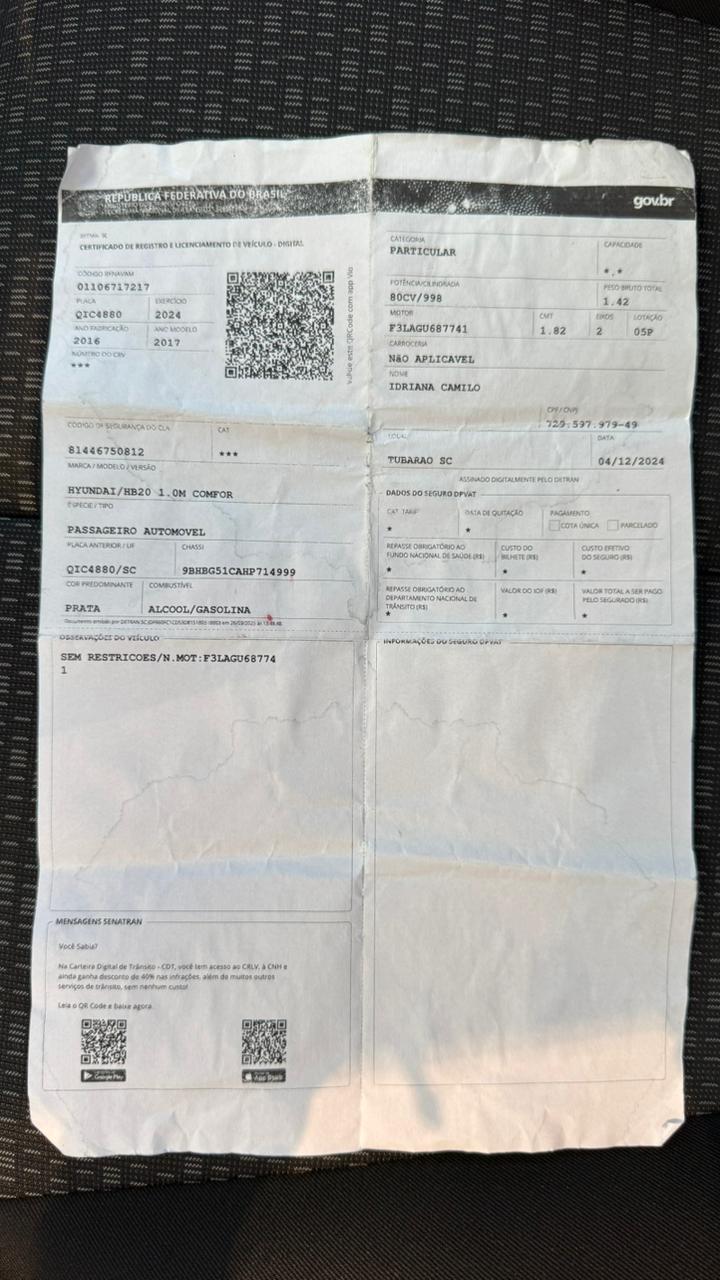 REPÚBLICA FEDERATIVA DO BRASIL
gov.br
CERTIFICADO DE REGISTRO E LICENCIAMENTO DE VEÍCULO - DIGITAL
CÓDIGO RENAVAM
01106717217
PLACA EXERCÍCIO
QIC4880 2024
ANO FABRICAÇÃO ANO MODELO
2016 2017
NÚMERO DO CRV
***
CÓDIGO DE SEGURANÇA DO CLA CAT
81446750812 ***
MARCA / MODELO / VERSÃO
HYUNDAI/HB20 1.0M COMFOR
ESPÉCIE / TIPO
PASSAGEIRO AUTOMOVEL
PLACA ANTERIOR / UF CHASSI
QIC4880/SC 9BHBG51CAHP714999
COR PREDOMINANTE COMBUSTÍVEL
PRATA ALCOOL/GASOLINA
OBSERVAÇÕES DO VEÍCULO
SEM RESTRICOES/N.MOT:F3LAGU68774
1
MENSAGENS SENATRAN
Você Sabia?
Na Carteira Digital de Trânsito - CDT, você tem acesso ao CRLV, à CNH e
ainda ganha desconto de 40% nas infrações, além de muitos outros
serviços de trânsito, sem nenhum custo!
Leia o QR Code e baixe agora.
Google Play
App Store
CATEGORIA CAPACIDADE
PARTICULAR *.*
POTÊNCIA/CILINDRADA PESO BRUTO TOTAL
80CV/998 1.42
MOTOR CMT EIXOS LOTAÇÃO
F3LAGU687741 1.82 2 05P
CARROCERIA
NãO APLICAVEL
NOME
IDRIANA CAMILO
CPF / CNPJ
729.597.979-49
LOCAL DATA
TUBARAO SC 04/12/2024
ASSINADO DIGITALMENTE PELO DETRAN
DADOS DO SEGURO DPVAT
CAT. TARIF DATA DE QUITAÇÃO PAGAMENTO
* * COTA ÚNICA PARCELADO
REPASSE OBRIGATÓRIO AO
FUNDO NACIONAL DE SAÚDE (R$) CUSTO DO
BILHETE (R$) CUSTO EFETIVO
DO SEGURO (R$)
* * *
REPASSE OBRIGATÓRIO AO
DEPARTAMENTO NACIONAL DE
TRÂNSITO (R$) VALOR DO IOF (R$) VALOR TOTAL A SER PAGO
PELO SEGURADO (R$)
* * *
INFORMAÇÕES DO SEGURO DPVAT